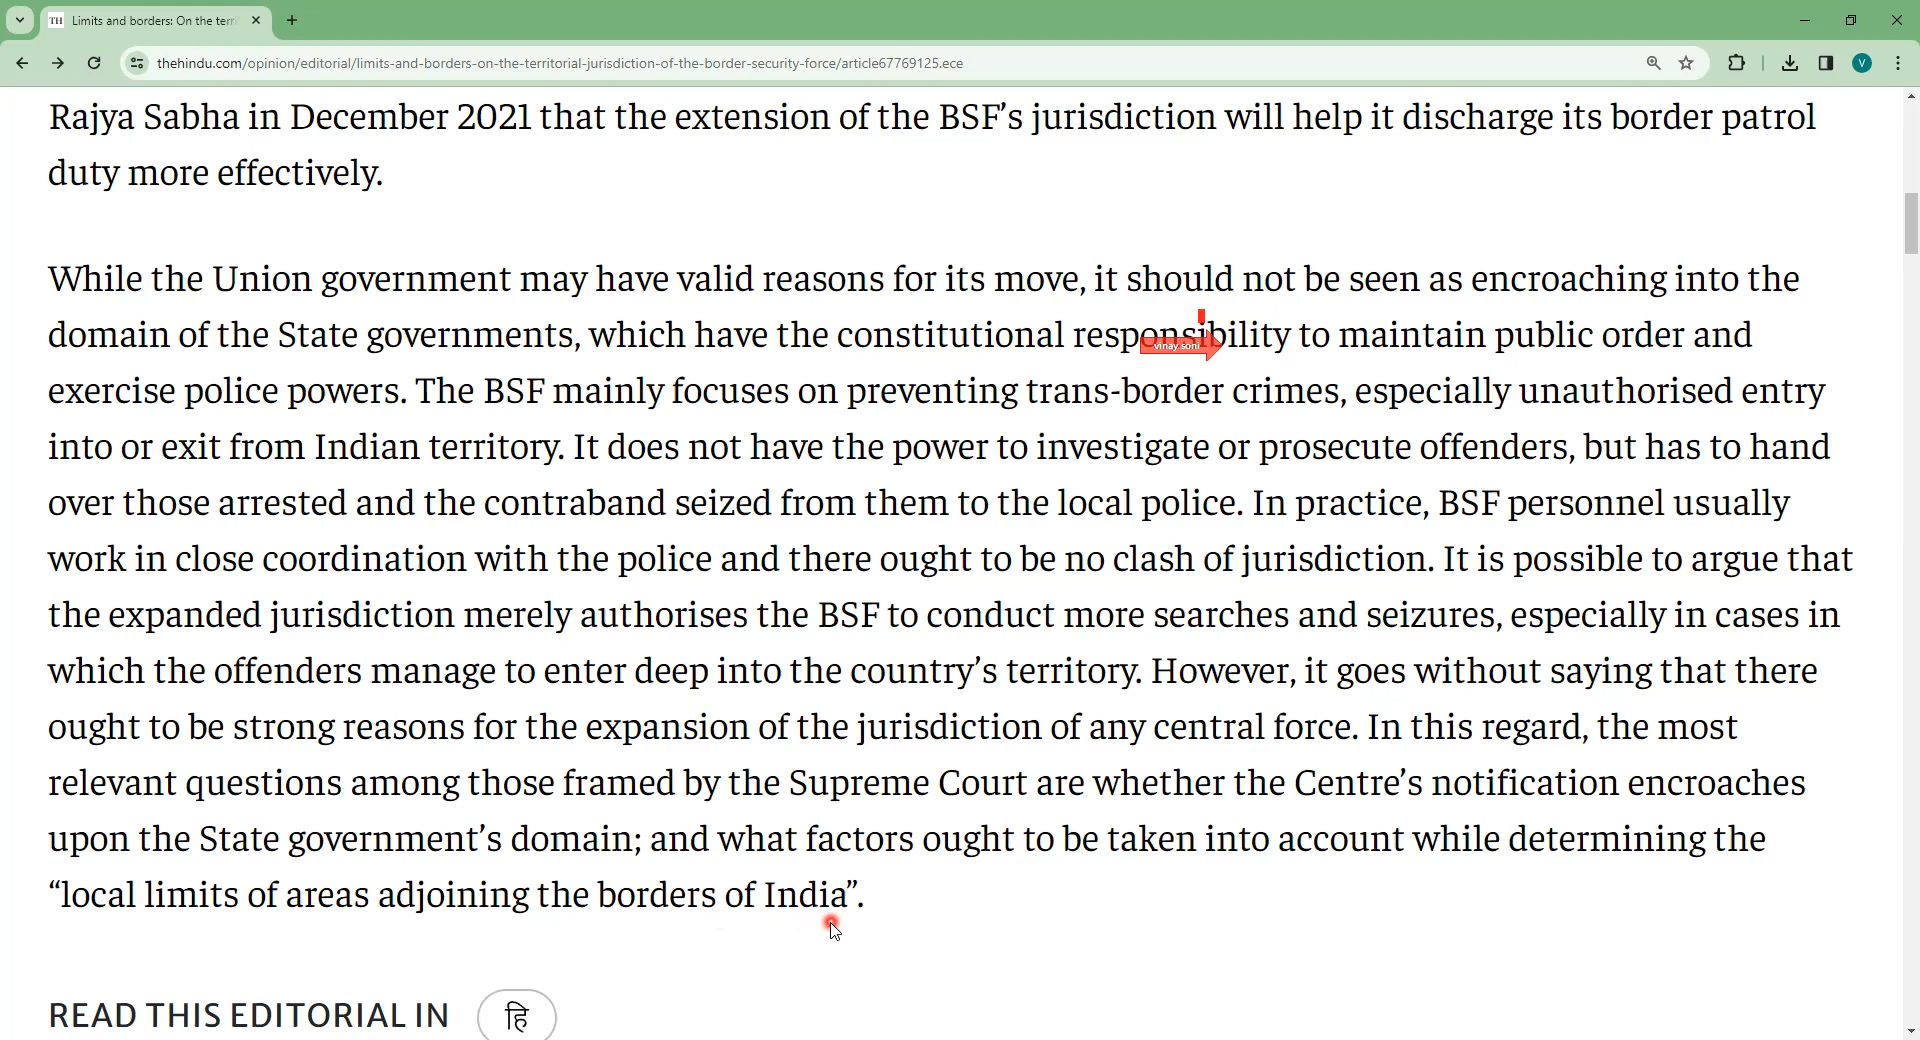 TH Limits and borders: On the terri
thehindu.com/opinion/editorial/limits-and-borders-on-the-territorial-jurisdiction-of-the-border-security-force/article67769125.ece
V
Rajya Sabha in December 2021 that the extension of the BSF’s jurisdiction will help it discharge its border patrol
duty more effectively.
While the Union government may have valid reasons for its move, it should not be seen as encroaching into the
domain of the State governments, which have the constitutional responsibility to maintain public order and
vinay soni
exercise police powers. The BSF mainly focuses on preventing trans-border crimes, especially unauthorised entry
into or exit from Indian territory. It does not have the power to investigate or prosecute offenders, but has to hand
over those arrested and the contraband seized from them to the local police. In practice, BSF personnel usually
work in close coordination with the police and there ought to be no clash of jurisdiction. It is possible to argue that
the expanded jurisdiction merely authorises the BSF to conduct more searches and seizures, especially in cases in
which the offenders manage to enter deep into the country’s territory. However, it goes without saying that there
ought to be strong reasons for the expansion of the jurisdiction of any central force. In this regard, the most
relevant questions among those framed by the Supreme Court are whether the Centre’s notification encroaches
upon the State government’s domain; and what factors ought to be taken into account while determining the
“local limits of areas adjoining the borders of India”.
READ THIS EDITORIAL IN हि